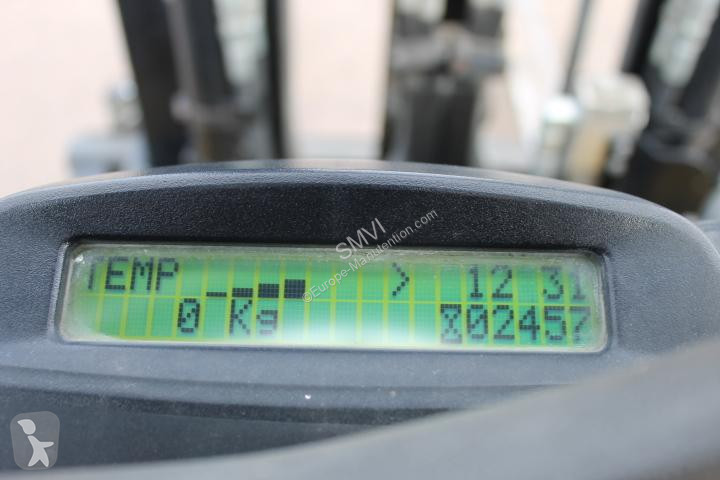 TEMP > 12 31
0 Kg 02457
SMVI
©Europe-Manutention.com